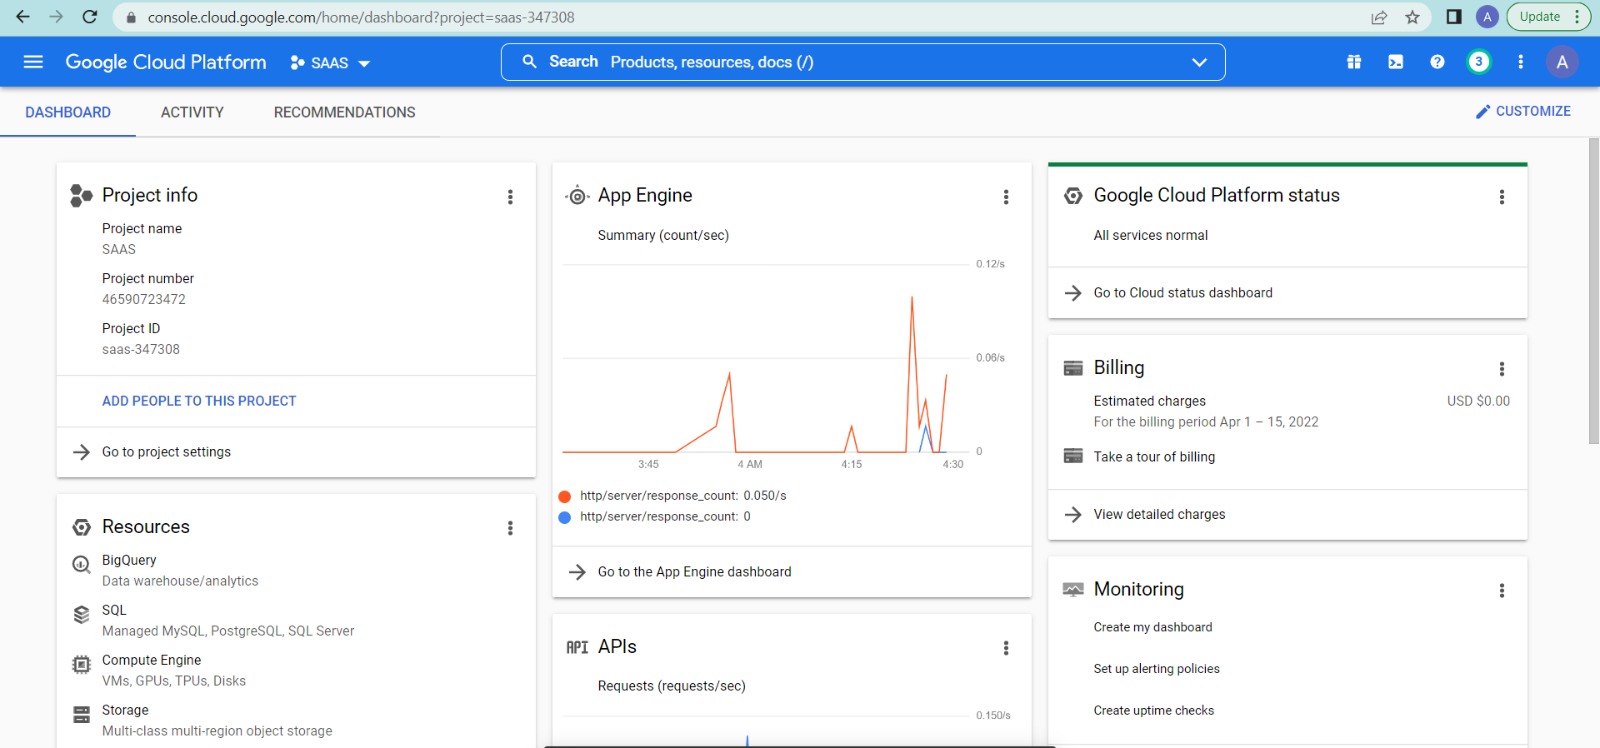 console.cloud.google.com/home/dashboard?project=saas-347308
A
Update
Google Cloud Platform
SAAS
Search Products, resources, docs (/)
3
A
DASHBOARD
ACTIVITY
RECOMMENDATIONS
CUSTOMIZE
Project info
Project name
SAAS
Project number
46590723472
Project ID
saas-347308
ADD PEOPLE TO THIS PROJECT
Go to project settings
Resources
BigQuery
Data warehouse/analytics
SQL
Managed MySQL, PostgreSQL, SQL Server
Compute Engine
VMs, GPUs, TPUs, Disks
Storage
Multi-class multi-region object storage
App Engine
Summary (count/sec)
0.12/s
0.06/s
0
3:45 4 AM 4:15 4:30
http/server/response_count: 0.050/s
http/server/response_count: 0
Go to the App Engine dashboard
API APIs
Requests (requests/sec)
0.150/s
Google Cloud Platform status
All services normal
Go to Cloud status dashboard
Billing
Estimated charges USD $0.00
For the billing period Apr 1 – 15, 2022
Take a tour of billing
View detailed charges
Monitoring
Create my dashboard
Set up alerting policies
Create uptime checks